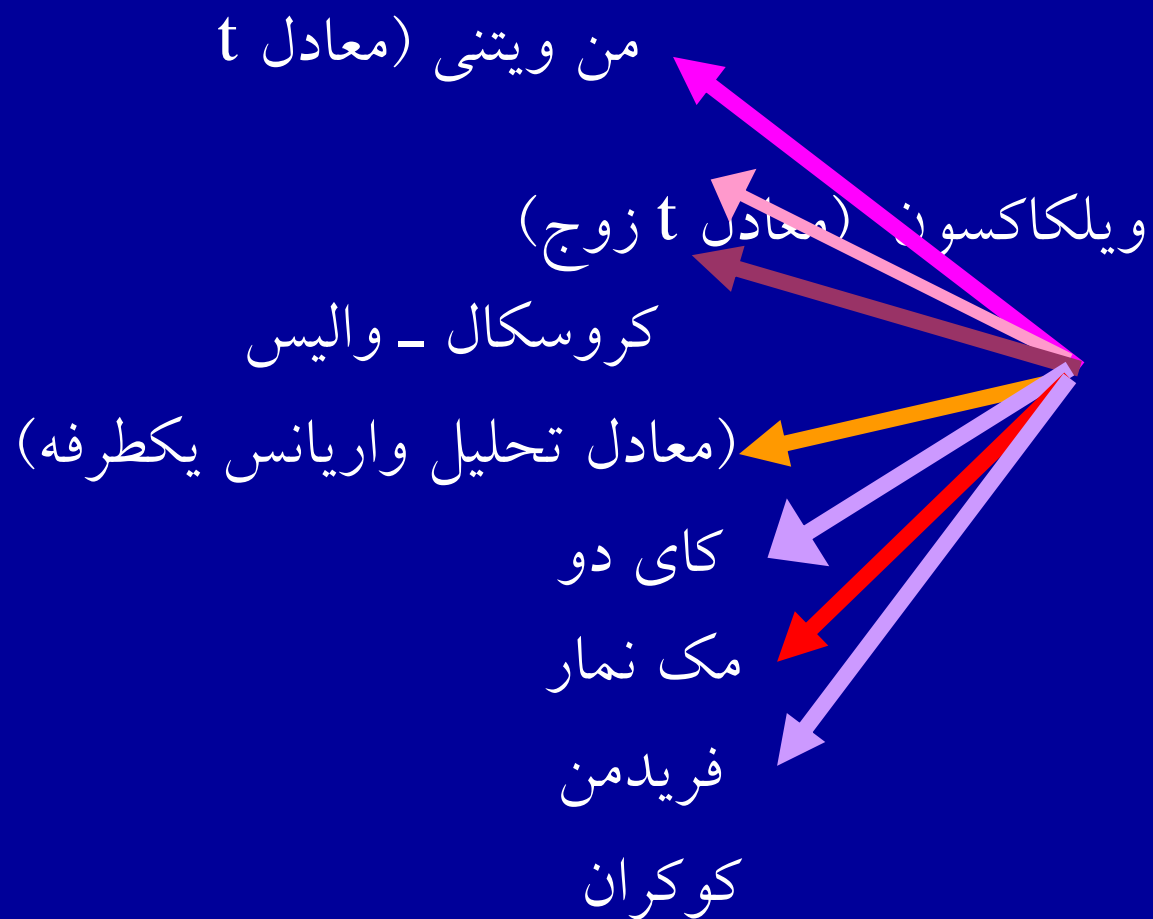 من ویتنی (معادل t
ویلکاکسون (معادل t زوج)
کروسکال – والیس
(معادل تحلیل واریانس یکطرفه)
کای دو
مک نمار
فریدمن
کوکران